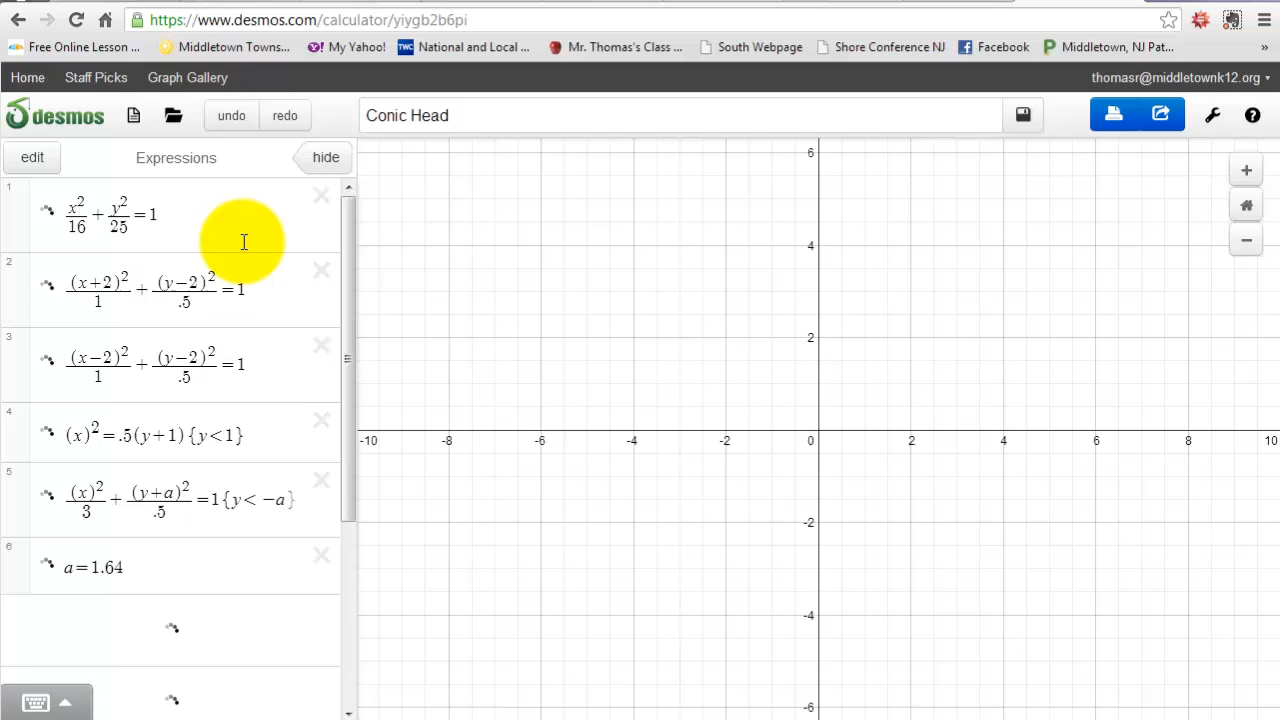 https://www.desmos.com/calculator/yiygb2b6pi
Free Online Lesson ... Middletown Towns... My Yahoo! TWC National and Local ... Mr. Thomas's Class ... South Webpage Shore Conference NJ Facebook Middletown, NJ Pat... »
Home Staff Picks Graph Gallery thomasr@middletownk12.org
desmos undo redo Conic Head
edit Expressions hide
1
x²/16 + y²/25 = 1
2
(x+2)²/1 + (y−2)²/.5 = 1
3
(x−2)²/1 + (y−2)²/.5 = 1
4
(x)² = .5(y+1) {y<1}
5
(x)²/3 + (y+a)²/.5 = 1 {y< −a}
6
a = 1.64
6
4
2
-10 -8 -6 -4 -2 0 2 4 6 8 10
-2
-4
-6